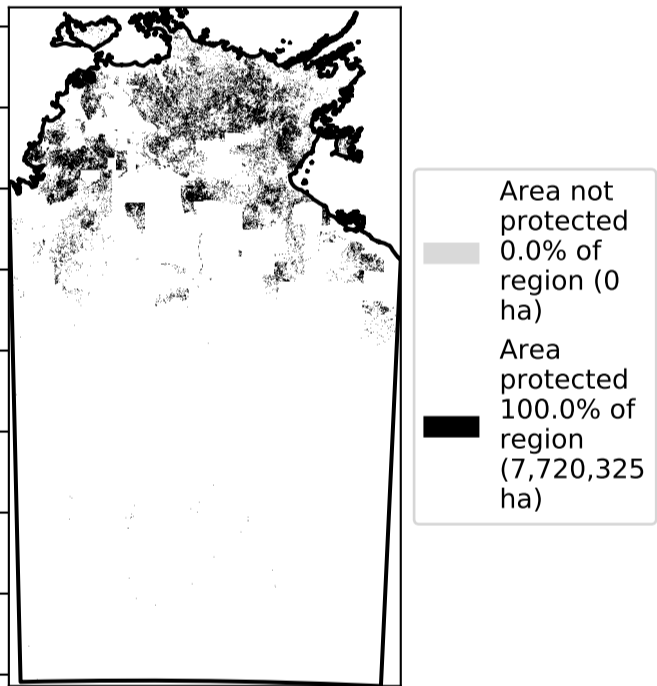 Area not
protected
0.0% of
region (0
ha)
Area
protected
100.0% of
region
(7,720,325
ha)